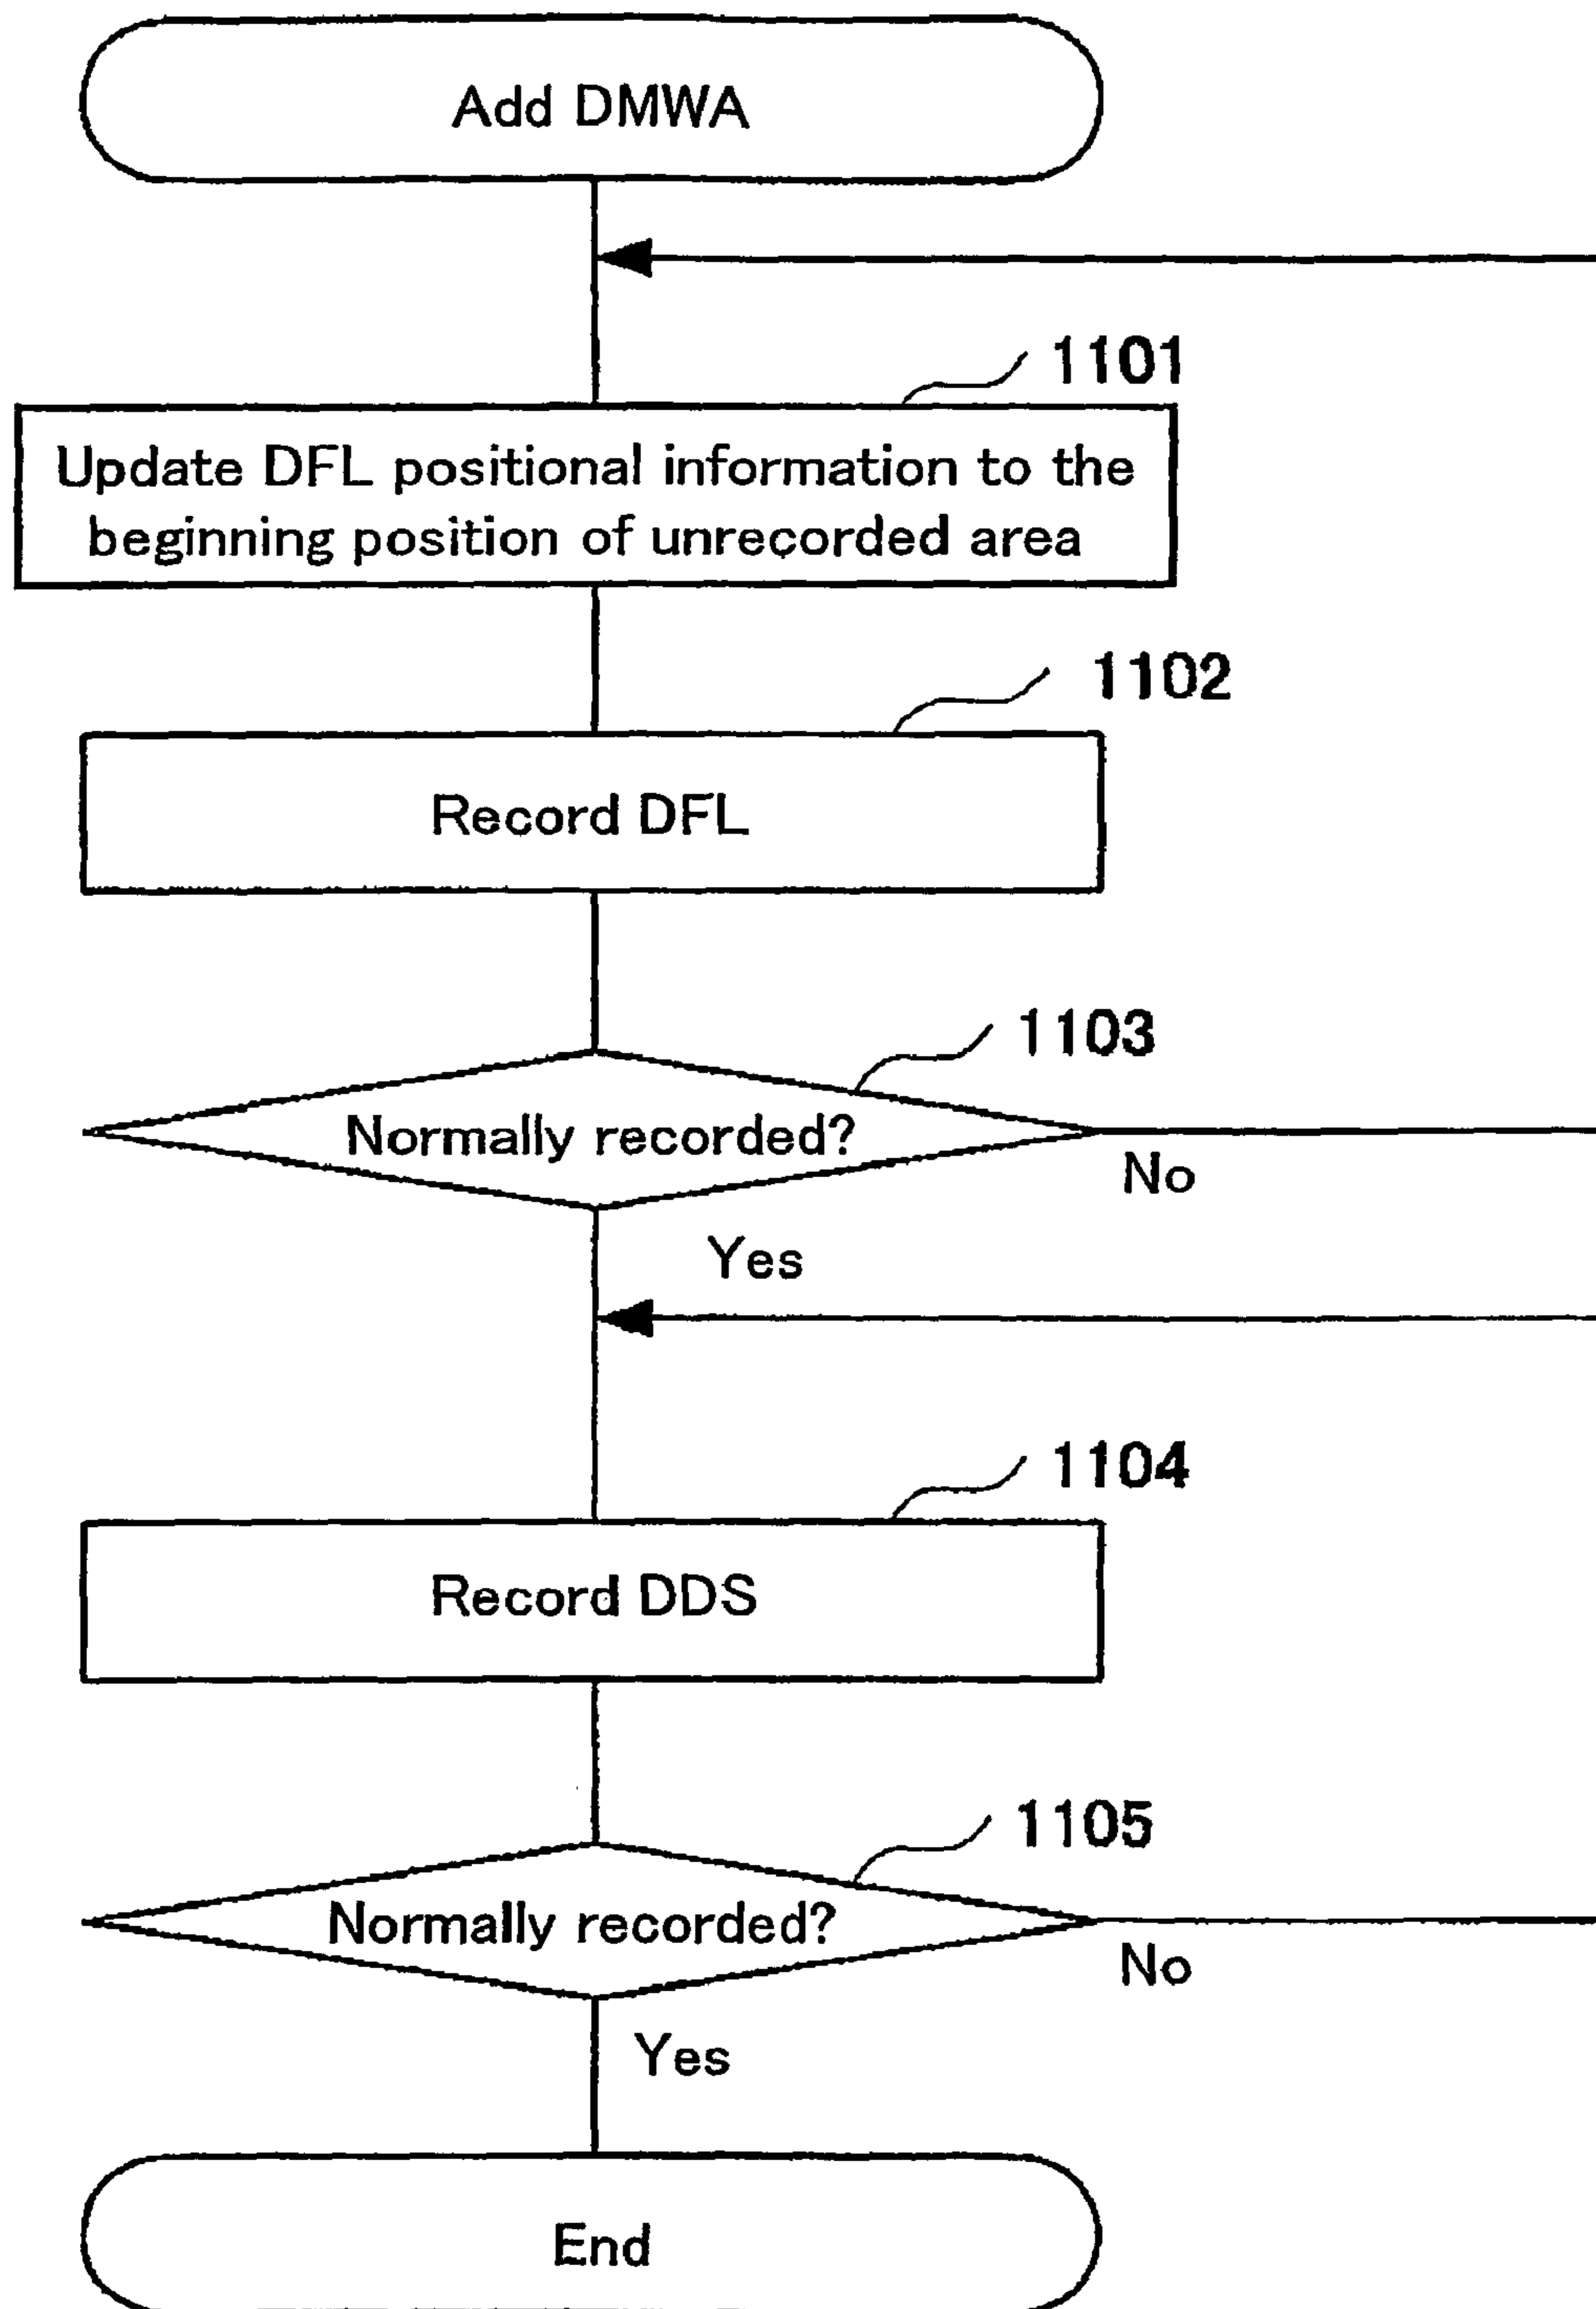 Add DMWA
1101
Update DFL positional information to the
beginning position of unrecorded area
1102
Record DFL
1103
Normally recorded?
No
Yes
1104
Record DDS
1105
Normally recorded?
No
Yes
End